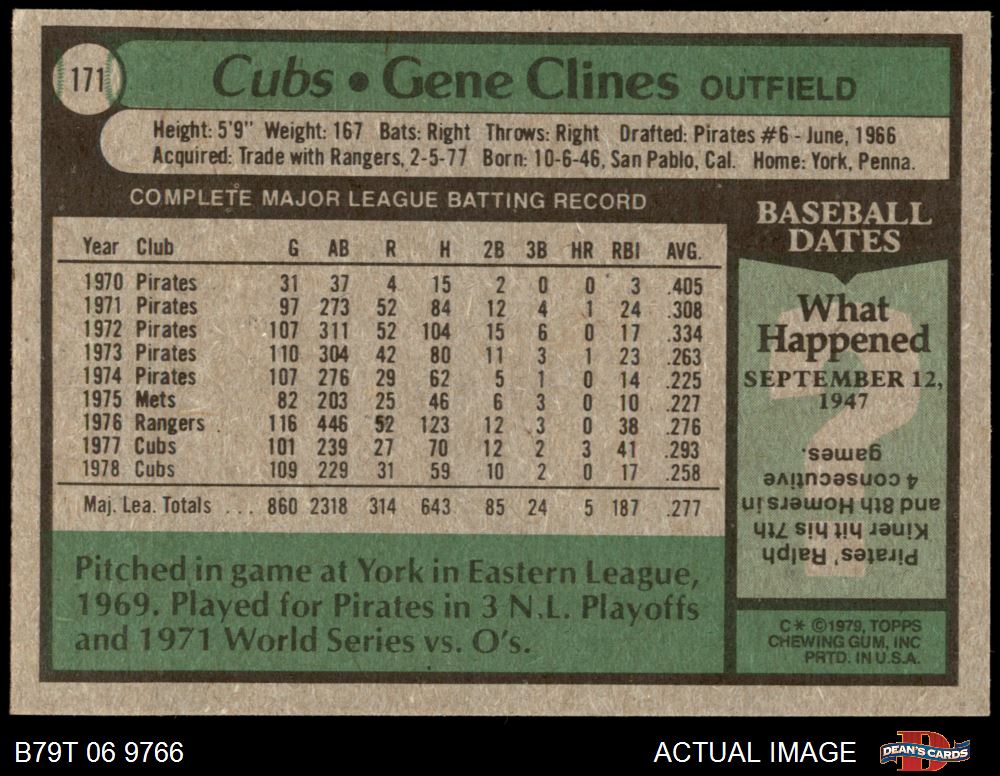 171
Cubs • Gene Clines OUTFIELD
Height: 5'9" Weight: 167 Bats: Right Throws: Right Drafted: Pirates #6 - June, 1966
Acquired: Trade with Rangers, 2-5-77 Born: 10-6-46, San Pablo, Cal. Home: York, Penna.
COMPLETE MAJOR LEAGUE BATTING RECORD
Year Club G AB R H 2B 3B HR RBI AVG.
1970 Pirates 31 37 4 15 2 0 0 3 .405
1971 Pirates 97 273 52 84 12 4 1 24 .308
1972 Pirates 107 311 52 104 15 6 0 17 .334
1973 Pirates 110 304 42 80 11 3 1 23 .263
1974 Pirates 107 276 29 62 5 1 0 14 .225
1975 Mets 82 203 25 46 6 3 0 10 .227
1976 Rangers 116 446 52 123 12 3 0 38 .276
1977 Cubs 101 239 27 70 12 2 3 41 .293
1978 Cubs 109 229 31 59 10 2 0 17 .258
Maj. Lea. Totals . . . 860 2318 314 643 85 24 5 187 .277
Pitched in game at York in Eastern League,
1969. Played for Pirates in 3 N.L. Playoffs
and 1971 World Series vs. O's.
BASEBALL
DATES
What
Happened
SEPTEMBER 12,
1947
Pirates' Ralph
Kiner hit his 7th
and 8th Homers in
4 consecutive
games.
C* ©1979, TOPPS
CHEWING GUM, INC
PRTD. IN U.S.A.
B79T 06 9766
ACTUAL IMAGE
D
DEAN'S CARDS